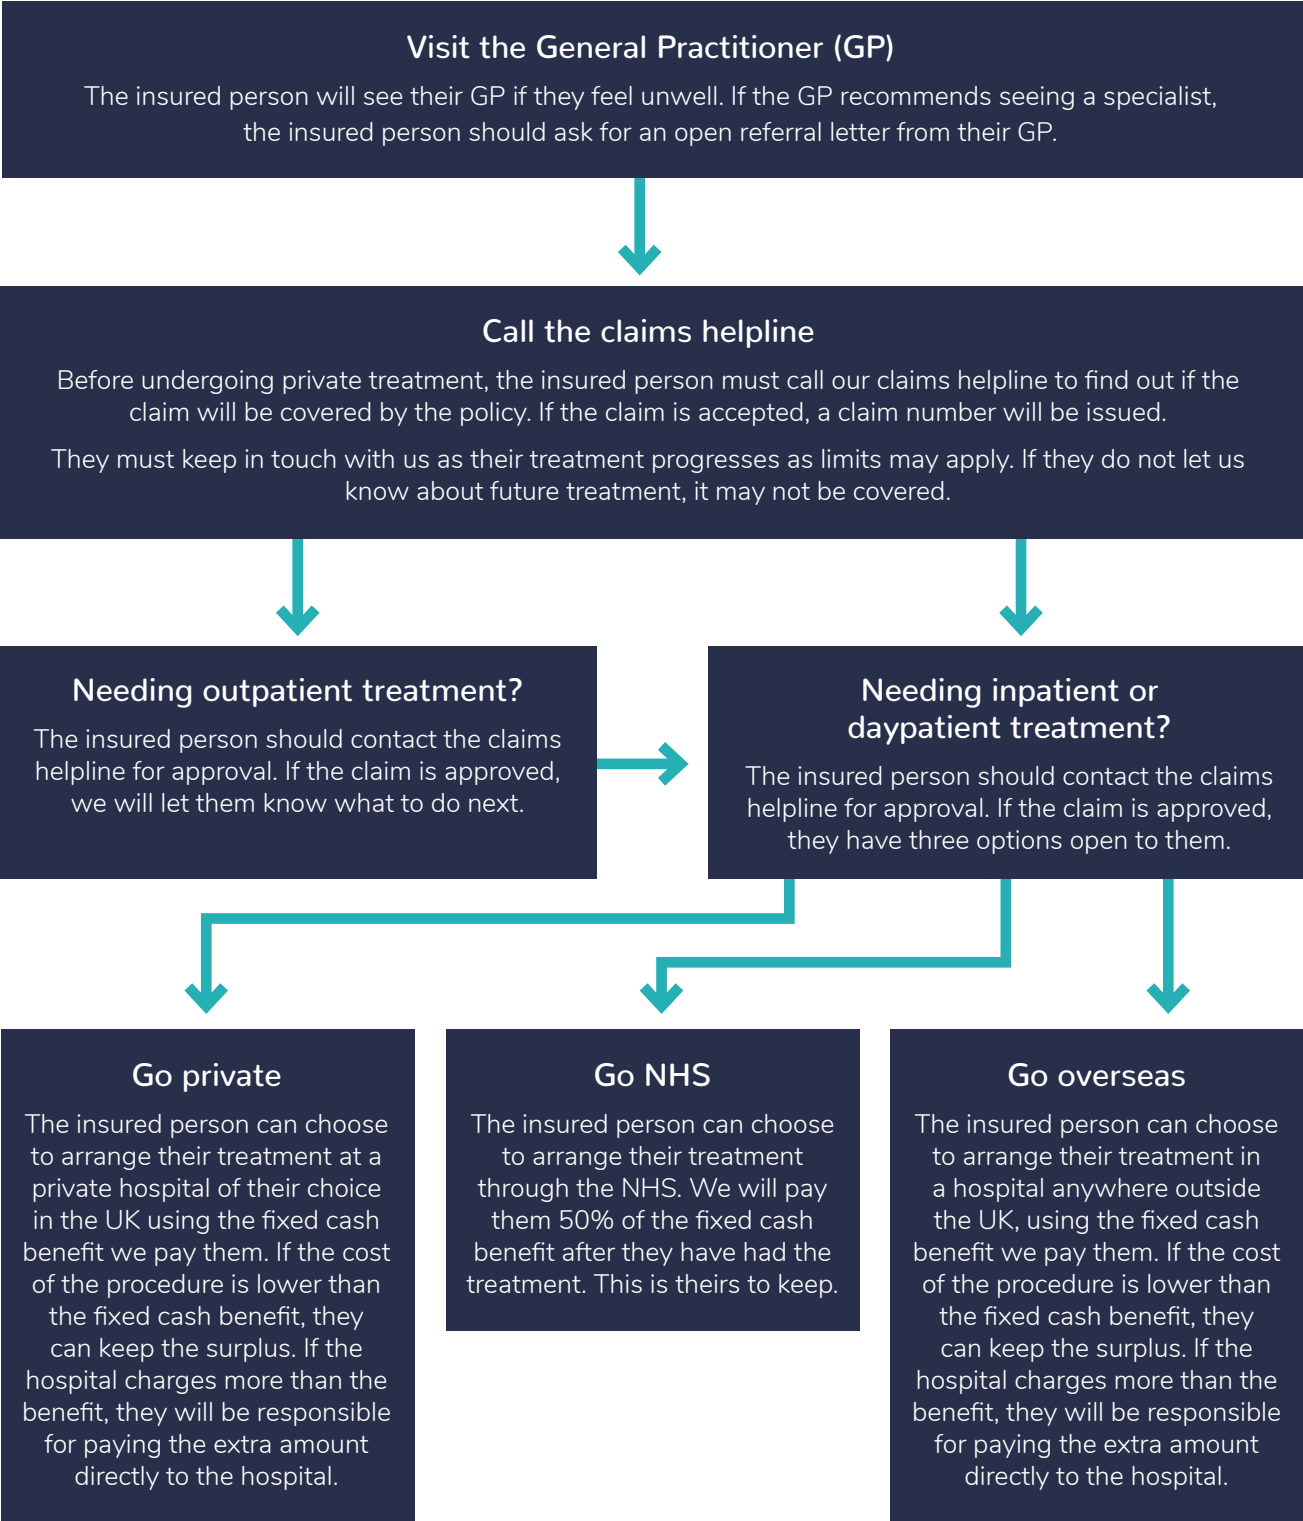 Visit the General Practitioner (GP)
The insured person will see their GP if they feel unwell. If the GP recommends seeing a specialist,
the insured person should ask for an open referral letter from their GP.
Call the claims helpline
Before undergoing private treatment, the insured person must call our claims helpline to find out if the
claim will be covered by the policy. If the claim is accepted, a claim number will be issued.
They must keep in touch with us as their treatment progresses as limits may apply. If they do not let us
know about future treatment, it may not be covered.
Needing outpatient treatment?
The insured person should contact the claims
helpline for approval. If the claim is approved,
we will let them know what to do next.
Needing inpatient or
daypatient treatment?
The insured person should contact the claims
helpline for approval. If the claim is approved,
they have three options open to them.
Go private
The insured person can choose
to arrange their treatment at a
private hospital of their choice
in the UK using the fixed cash
benefit we pay them. If the cost
of the procedure is lower than
the fixed cash benefit, they
can keep the surplus. If the
hospital charges more than the
benefit, they will be responsible
for paying the extra amount
directly to the hospital.
Go NHS
The insured person can choose
to arrange their treatment
through the NHS. We will pay
them 50% of the fixed cash
benefit after they have had the
treatment. This is theirs to keep.
Go overseas
The insured person can choose
to arrange their treatment in
a hospital anywhere outside
the UK, using the fixed cash
benefit we pay them. If the cost
of the procedure is lower than
the fixed cash benefit, they
can keep the surplus. If the
hospital charges more than the
benefit, they will be responsible
for paying the extra amount
directly to the hospital.